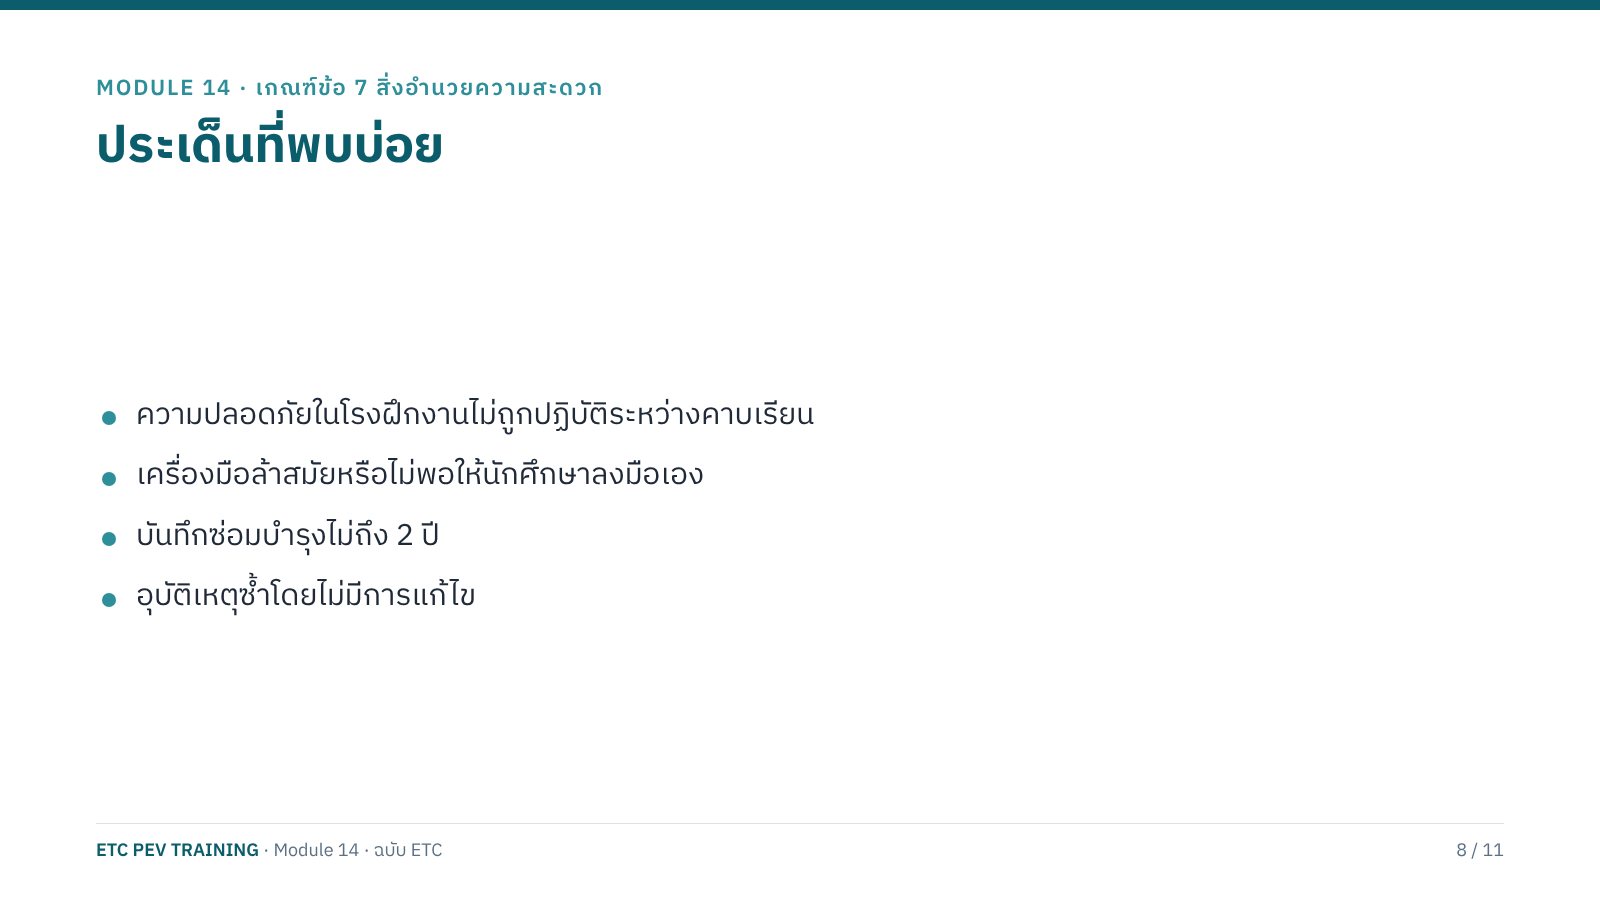 MODULE 14 · เกณฑ์ข้อ 7 สิ่งอำนวยความสะดวก
ประเด็นที่พบบ่อย
ความปลอดภัยในโรงฝึกงานไม่ถูกปฏิบัติระหว่างคาบเรียน
เครื่องมือล้าสมัยหรือไม่พอให้นักศึกษาลงมือเอง
บันทึกซ่อมบำรุงไม่ถึง 2 ปี
อุบัติเหตุซ้ำโดยไม่มีการแก้ไข
ETC PEV TRAINING · Module 14 · ฉบับ ETC
8 / 11